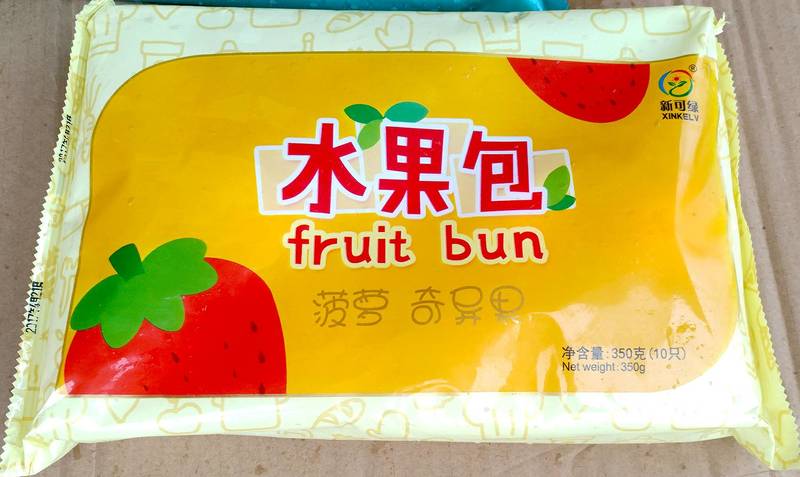 新可绿®
XINKELV
水果包
fruit bun
菠萝 奇异果
净含量:350克(10只)
Net weight:350g